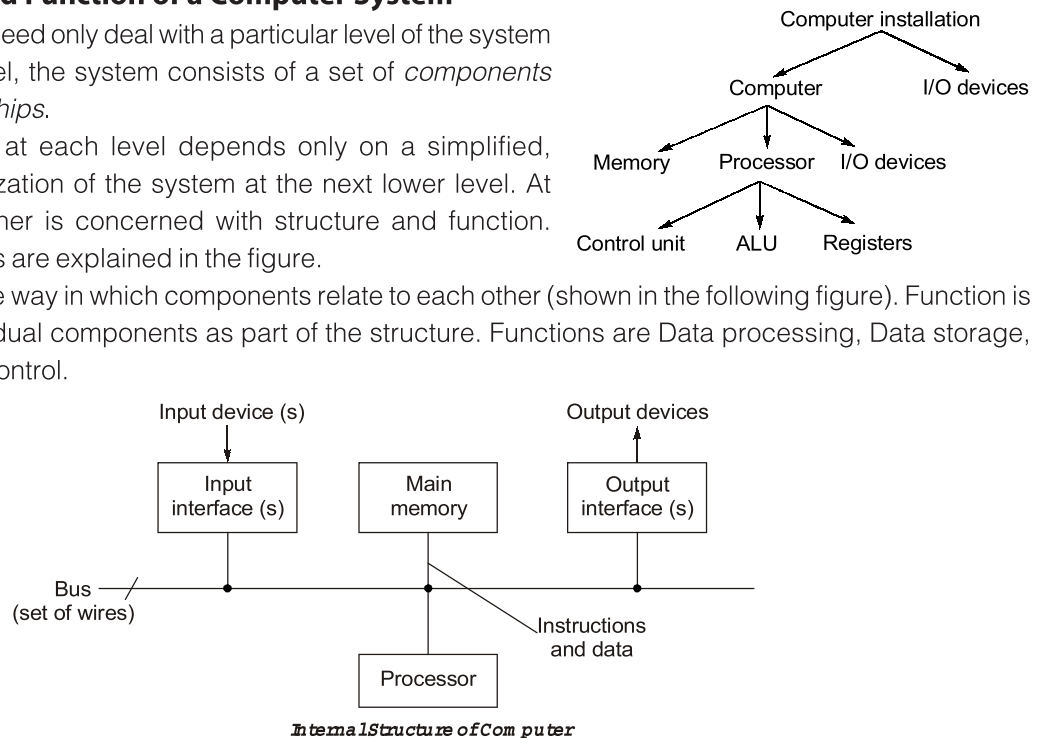 d Function of a Computer System
eed only deal with a particular level of the system
el, the system consists of a set of components
hips.
at each level depends only on a simplified,
zation of the system at the next lower level. At
ner is concerned with structure and function.
s are explained in the figure.
Computer installation
Computer
I/O devices
Memory
Processor
I/O devices
Control unit
ALU
Registers
e way in which components relate to each other (shown in the following figure). Function is
dual components as part of the structure. Functions are Data processing, Data storage,
ontrol.
Input device (s)
Output devices
Input
interface (s)
Main
memory
Output
interface (s)
Bus
(set of wires)
Instructions
and data
Processor
Internal Structure of Computer